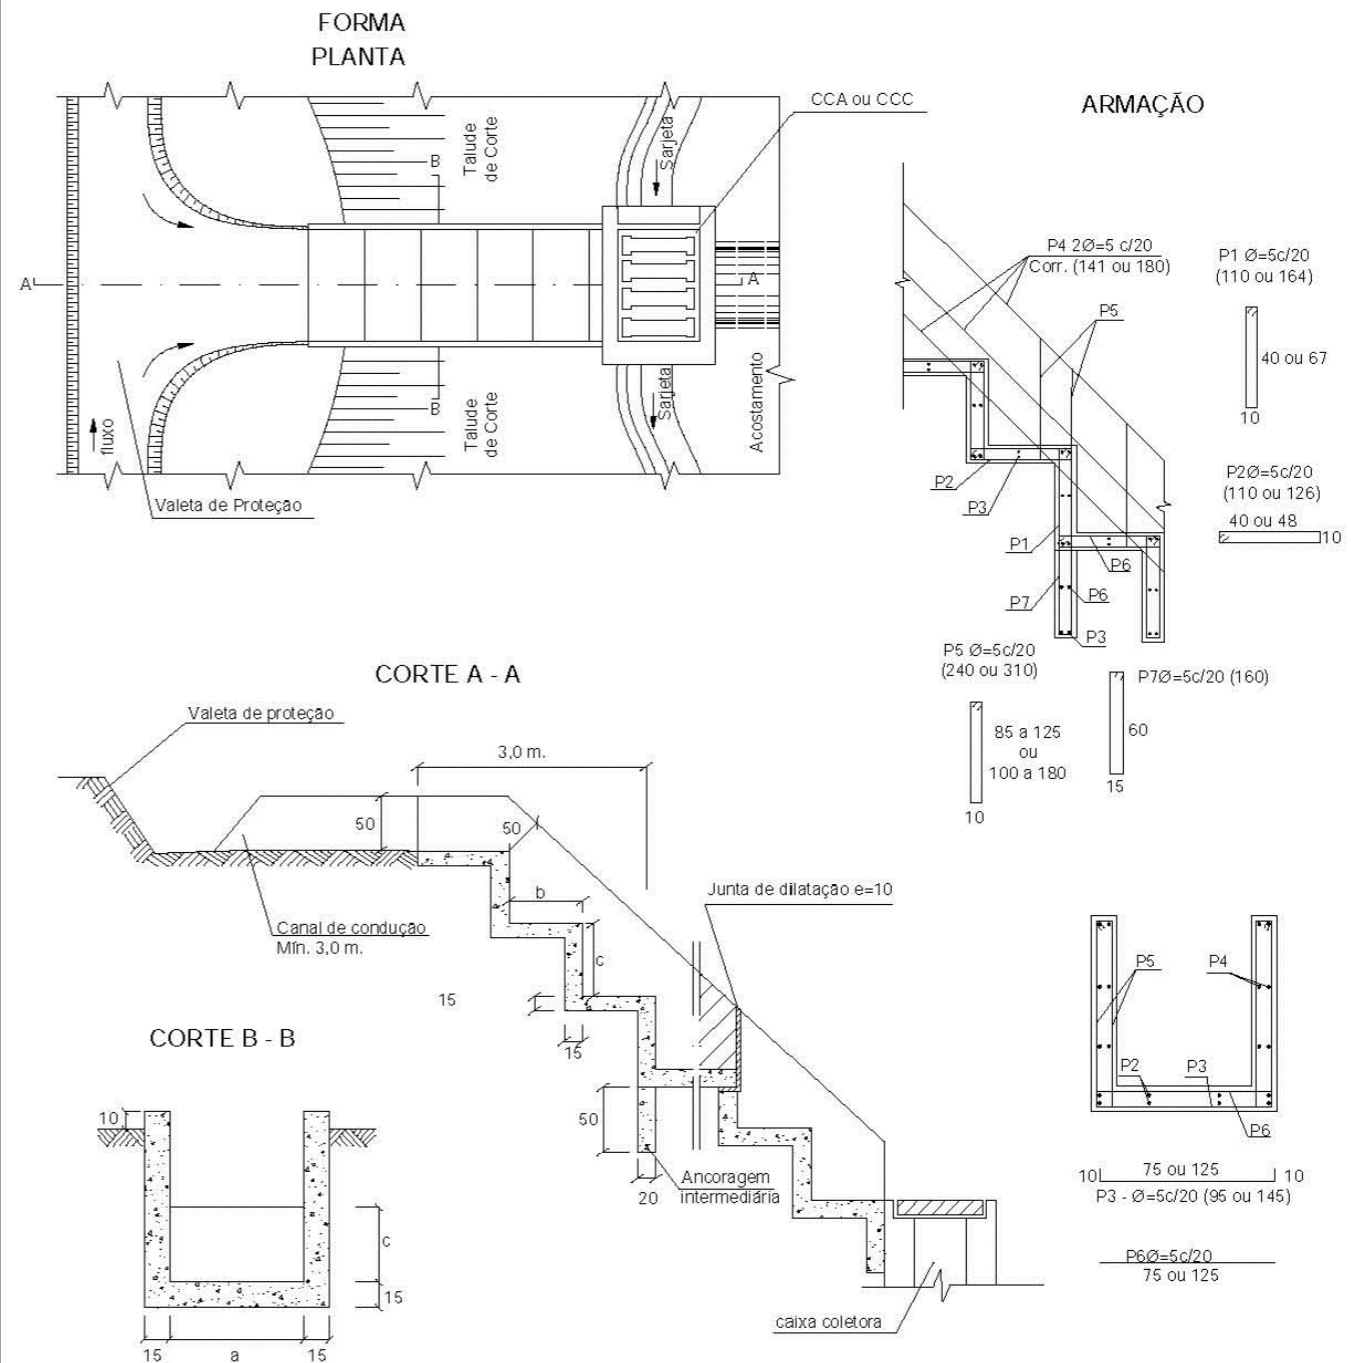 FORMA
PLANTA
CCA ou CCC
ARMAÇÃO
Talude
de Corte
Sarjeta
B
A
A
B
Talude
de Corte
Sarjeta
Acostamento
fluxo
Valeta de Proteção
P4 2Ø=5 c/20
Corr. (141 ou 180)
P5
P1 Ø=5c/20
(110 ou 164)
40 ou 67
10
P2Ø=5c/20
(110 ou 126)
40 ou 48
10
P2
P3
P1
P6
P7
P6
P3
P5 Ø=5c/20
(240 ou 310)
85 a 125
ou
100 a 180
10
P7Ø=5c/20 (160)
60
15
CORTE A - A
Valeta de proteção
3,0 m.
50
50
b
c
Canal de condução
Mín. 3,0 m.
15
15
Junta de dilatação e=10
50
20
Ancoragem
intermediária
caixa coletora
CORTE B - B
10
c
15
15
a
15
P5
P4
P2
P3
P6
10
75 ou 125
10
P3 - Ø=5c/20 (95 ou 145)
P6Ø=5c/20
75 ou 125